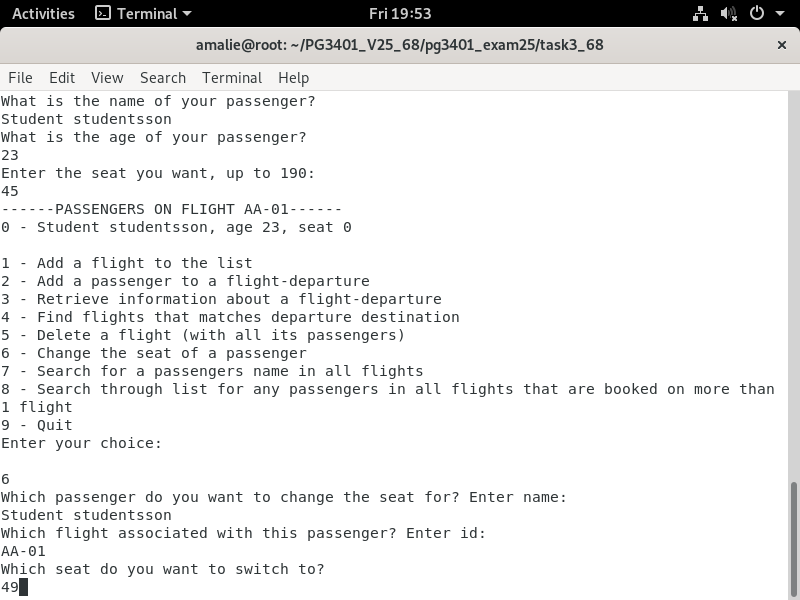 Activities Terminal Fri 19:53
amalie@root: ~/PG3401_V25_68/pg3401_exam25/task3_68 ×
File Edit View Search Terminal Help
What is the name of your passenger?
Student studentsson
What is the age of your passenger?
23
Enter the seat you want, up to 190:
45
------PASSENGERS ON FLIGHT AA-01------
0 - Student studentsson, age 23, seat 0
1 - Add a flight to the list
2 - Add a passenger to a flight-departure
3 - Retrieve information about a flight-departure
4 - Find flights that matches departure destination
5 - Delete a flight (with all its passengers)
6 - Change the seat of a passenger
7 - Search for a passengers name in all flights
8 - Search through list for any passengers in all flights that are booked on more than
1 flight
9 - Quit
Enter your choice:
6
Which passenger do you want to change the seat for? Enter name:
Student studentsson
Which flight associated with this passenger? Enter id:
AA-01
Which seat do you want to switch to?
49